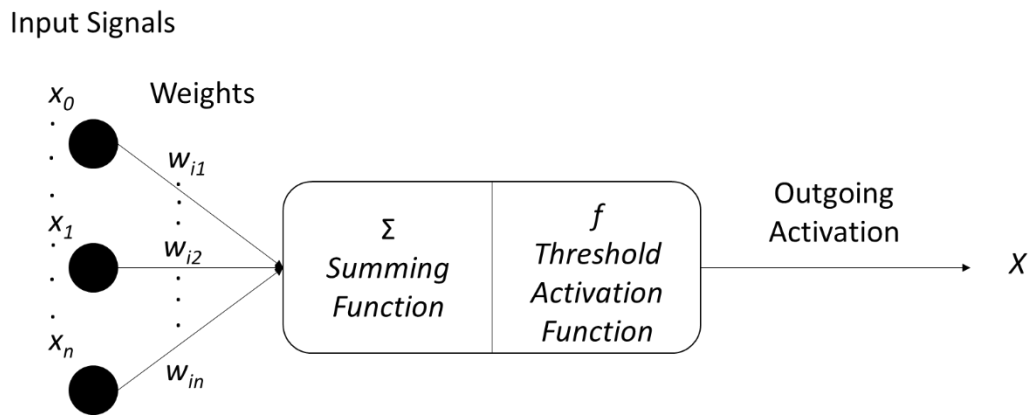 Input Signals
x0
Weights
wi1
x1
wi2
xn
win
Σ
Summing
Function
f
Threshold
Activation
Function
Outgoing
Activation
X